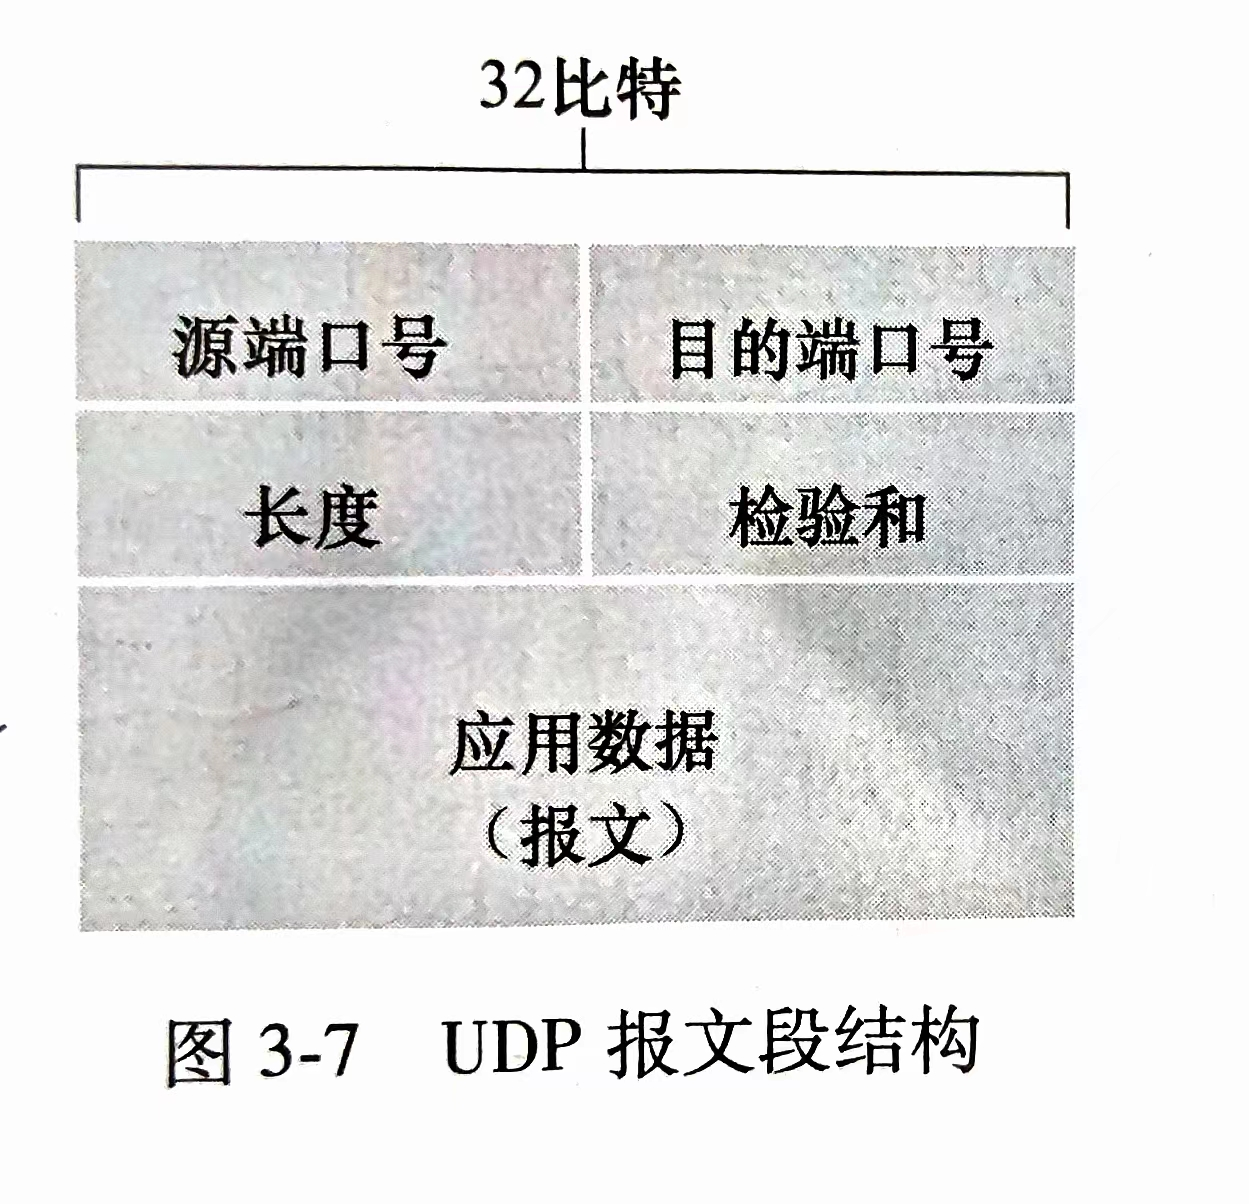 32比特
源端口号 目的端口号
长度 检验和
应用数据
（报文）
图 3-7 UDP 报文段结构